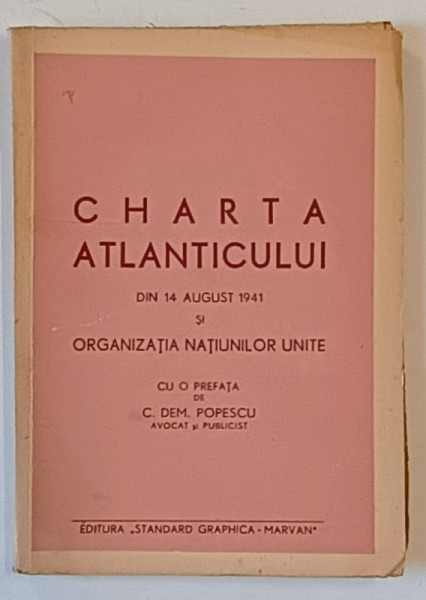 CHARTA
ATLANTICULUI
DIN 14 AUGUST 1941
ȘI
ORGANIZAȚIA NAȚIUNILOR UNITE
CU O PREFAȚA
DE
C. DEM. POPESCU
AVOCAT și PUBLICIST
EDITURA „STANDARD GRAPHICA - MARVAN"